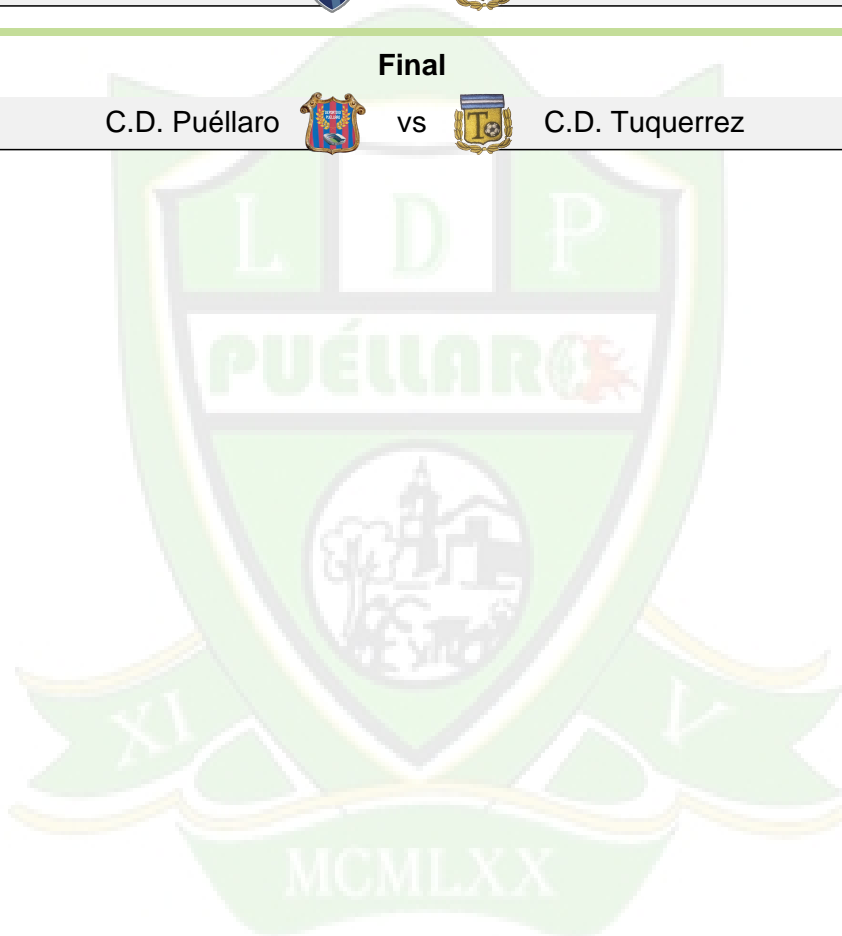 Final
C.D. Puéllaro vs C.D. Tuquerrez
L D P
PUÉLLARO
XI V
MCMLXX